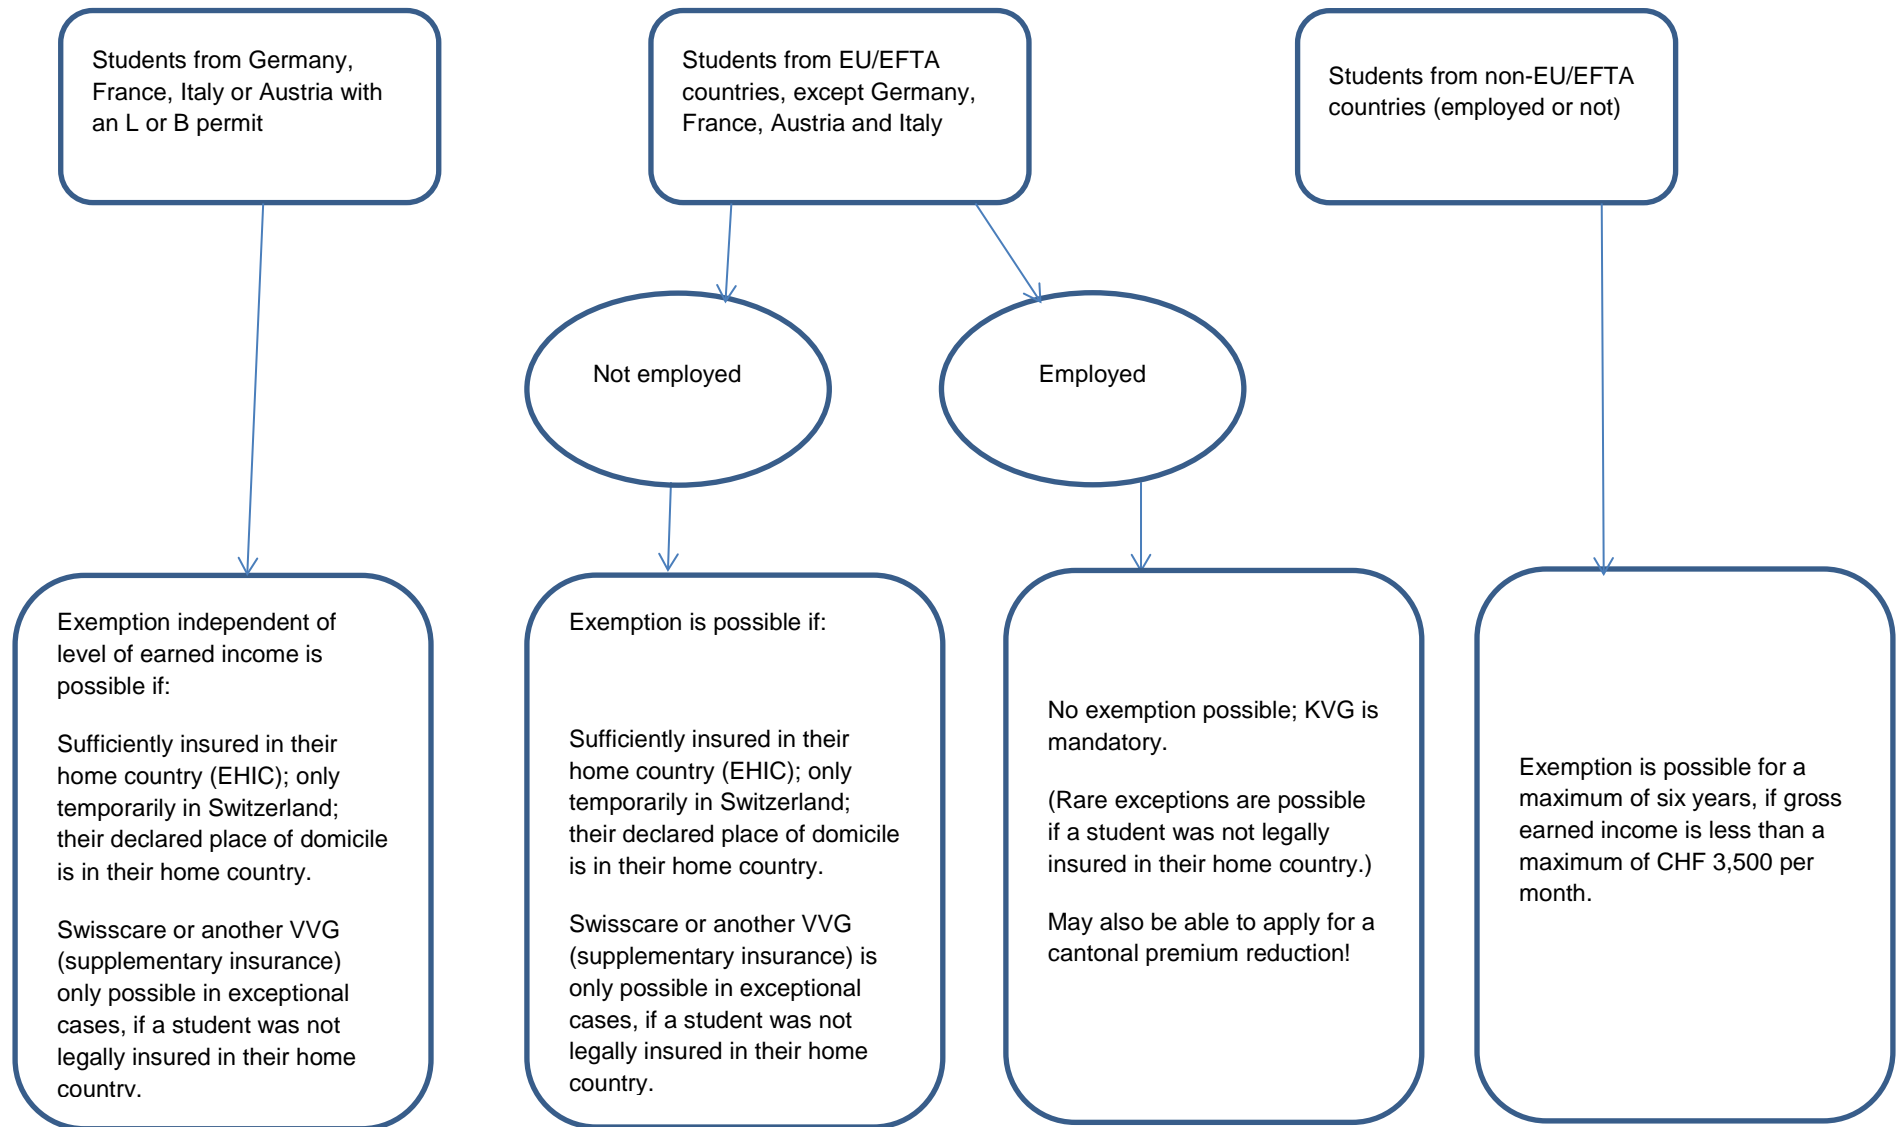 Students from Germany,
France, Italy or Austria with
an L or B permit
Students from EU/EFTA
countries, except Germany,
France, Austria and Italy
Students from non-EU/EFTA
countries (employed or not)
Not employed
Employed
Exemption independent of
level of earned income is
possible if:
Sufficiently insured in their
home country (EHIC); only
temporarily in Switzerland;
their declared place of domicile
is in their home country.
Swisscare or another VVG
(supplementary insurance)
only possible in exceptional
cases, if a student was not
legally insured in their home
country.
Exemption is possible if:
Sufficiently insured in their
home country (EHIC); only
temporarily in Switzerland;
their declared place of domicile
is in their home country.
Swisscare or another VVG
(supplementary insurance) is
only possible in exceptional
cases, if a student was not
legally insured in their home
country.
No exemption possible; KVG is
mandatory.
(Rare exceptions are possible
if a student was not legally
insured in their home country.)
May also be able to apply for a
cantonal premium reduction!
Exemption is possible for a
maximum of six years, if gross
earned income is less than a
maximum of CHF 3,500 per
month.